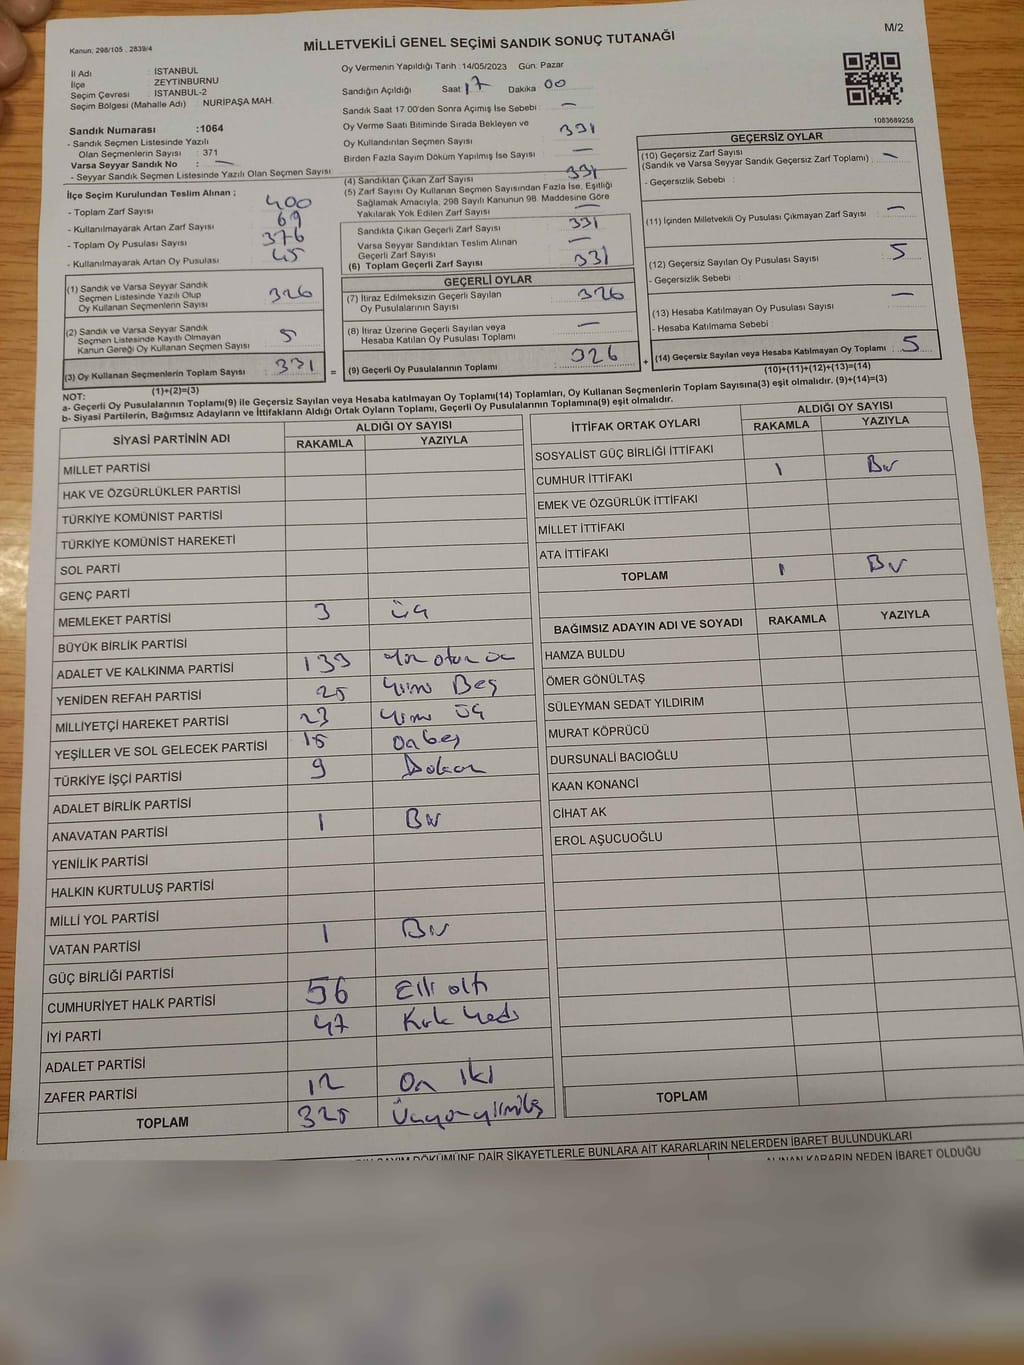 Kanun; 298/105 , 2839/4
M/2
MİLLETVEKİLİ GENEL SEÇİMİ SANDIK SONUÇ TUTANAĞI
İl Adı : İSTANBUL
İlçe : ZEYTİNBURNU
Seçim Çevresi : İSTANBUL-2
Seçim Bölgesi (Mahalle Adı) : NURİPAŞA MAH.
Oy Vermenin Yapıldığı Tarih :14/05/2023 Gün: Pazar
Sandığın Açıldığı Saat 17 Dakika 00
Sandık Saat 17.00'den Sonra Açımış İse Sebebi : —
1083689258
Sandık Numarası :1064
- Sandık Seçmen Listesinde Yazılı
Olan Seçmenlerin Sayısı : 371
Varsa Seyyar Sandık No : —
- Seyyar Sandık Seçmen Listesinde Yazılı Olan Seçmen Sayısı
Oy Verme Saati Bitiminde Sırada Bekleyen ve
Oy Kullandırılan Seçmen Sayısı : 331
Birden Fazla Sayım Döküm Yapılmış İse Sayısı : —
(4) Sandıktan Çıkan Zarf Sayısı 331
(5) Zarf Sayısı Oy Kullanan Seçmen Sayısından Fazla İse, Eşitliği
Sağlamak Amacıyla, 298 Sayılı Kanunun 98. Maddesine Göre
Yakılarak Yok Edilen Zarf Sayısı —
Sandıkta Çıkan Geçerli Zarf Sayısı 331
Varsa Seyyar Sandıktan Teslim Alınan
Geçerli Zarf Sayısı —
(6) Toplam Geçerli Zarf Sayısı 331
İlçe Seçim Kurulundan Teslim Alınan ;
- Toplam Zarf Sayısı 400
- Kullanılmayarak Artan Zarf Sayısı 69
- Toplam Oy Pusulası Sayısı 376
- Kullanılmayarak Artan Oy Pusulası 45
(1) Sandık ve Varsa Seyyar Sandık
Seçmen Listesinde Yazılı Olup
Oy Kullanan Seçmenlerin Sayısı 326
(2) Sandık ve Varsa Seyyar Sandık
Seçmen Listesinde Kayıtlı Olmayan
Kanun Gereği Oy Kullanan Seçmen Sayısı 5
(3) Oy Kullanan Seçmenlerin Toplam Sayısı 331
(1)+(2)=(3)
=
GEÇERLİ OYLAR
(7) İtiraz Edilmeksizin Geçerli Sayılan
Oy Pusulalarının Sayısı 326
(8) İtiraz Üzerine Geçerli Sayılan veya
Hesaba Katılan Oy Pusulası Toplamı —
(9) Geçerli Oy Pusulalarının Toplamı 326
+
GEÇERSİZ OYLAR
(10) Geçersiz Zarf Sayısı
(Sandık ve Varsa Seyyar Sandık Geçersiz Zarf Toplamı) —
- Geçersizlik Sebebi :
(11) İçinden Milletvekili Oy Pusulası Çıkmayan Zarf Sayısı —
(12) Geçersiz Sayılan Oy Pusulası Sayısı 5
- Geçersizlik Sebebi :
(13) Hesaba Katılmayan Oy Pusulası Sayısı —
- Hesaba Katılmama Sebebi :
(14) Geçersiz Sayılan veya Hesaba Katılmayan Oy Toplamı 5
(10)+(11)+(12)+(13)=(14)
NOT:
a- Geçerli Oy Pusulalarının Toplamı(9) ile Geçersiz Sayılan veya Hesaba katılmayan Oy Toplamı(14) Toplamları, Oy Kullanan Seçmenlerin Toplam Sayısına(3) eşit olmalıdır. (9)+(14)=(3)
b- Siyasi Partilerin, Bağımsız Adayların ve İttifakların Aldığı Ortak Oyların Toplamı, Geçerli Oy Pusulalarının Toplamına(9) eşit olmalıdır.
SİYASİ PARTİNİN ADI
ALDIĞI OY SAYISI
RAKAMLA YAZIYLA
MİLLET PARTİSİ
HAK VE ÖZGÜRLÜKLER PARTİSİ
TÜRKİYE KOMÜNİST PARTİSİ
TÜRKİYE KOMÜNİST HAREKETİ
SOL PARTİ
GENÇ PARTİ
MEMLEKET PARTİSİ 3 üç
BÜYÜK BİRLİK PARTİSİ
ADALET VE KALKINMA PARTİSİ 133 Yüz otuz üç
YENİDEN REFAH PARTİSİ 25 Yirmi Beş
MİLLİYETÇİ HAREKET PARTİSİ 23 Yirmi üç
YEŞİLLER VE SOL GELECEK PARTİSİ 15 On beş
TÜRKİYE İŞÇİ PARTİSİ 9 Dokuz
ADALET BİRLİK PARTİSİ
ANAVATAN PARTİSİ 1 Bir
YENİLİK PARTİSİ
HALKIN KURTULUŞ PARTİSİ
MİLLİ YOL PARTİSİ
VATAN PARTİSİ 1 Bir
GÜÇ BİRLİĞİ PARTİSİ
CUMHURİYET HALK PARTİSİ 56 Elli altı
İYİ PARTİ 47 Kırk Yedi
ADALET PARTİSİ
ZAFER PARTİSİ 12 On iki
TOPLAM 325 Üçyüzyirmibeş
İTTİFAK ORTAK OYLARI
ALDIĞI OY SAYISI
RAKAMLA YAZIYLA
SOSYALİST GÜÇ BİRLİĞİ İTTİFAKI
CUMHUR İTTİFAKI 1 Bir
EMEK VE ÖZGÜRLÜK İTTİFAKI
MİLLET İTTİFAKI
ATA İTTİFAKI
TOPLAM 1 Bir
BAĞIMSIZ ADAYIN ADI VE SOYADI RAKAMLA YAZIYLA
HAMZA BULDU
ÖMER GÖNÜLTAŞ
SÜLEYMAN SEDAT YILDIRIM
MURAT KÖPRÜCÜ
DURSUNALİ BACIOĞLU
KAAN KONANCİ
CİHAT AK
EROL AŞUCUOĞLU
TOPLAM
SAYIM DÖKÜMÜNE DAİR ŞİKAYETLERLE BUNLARA AİT KARARLARIN NELERDEN İBARET BULUNDUKLARI
ALINAN KARARIN NEDEN İBARET OLDUĞU